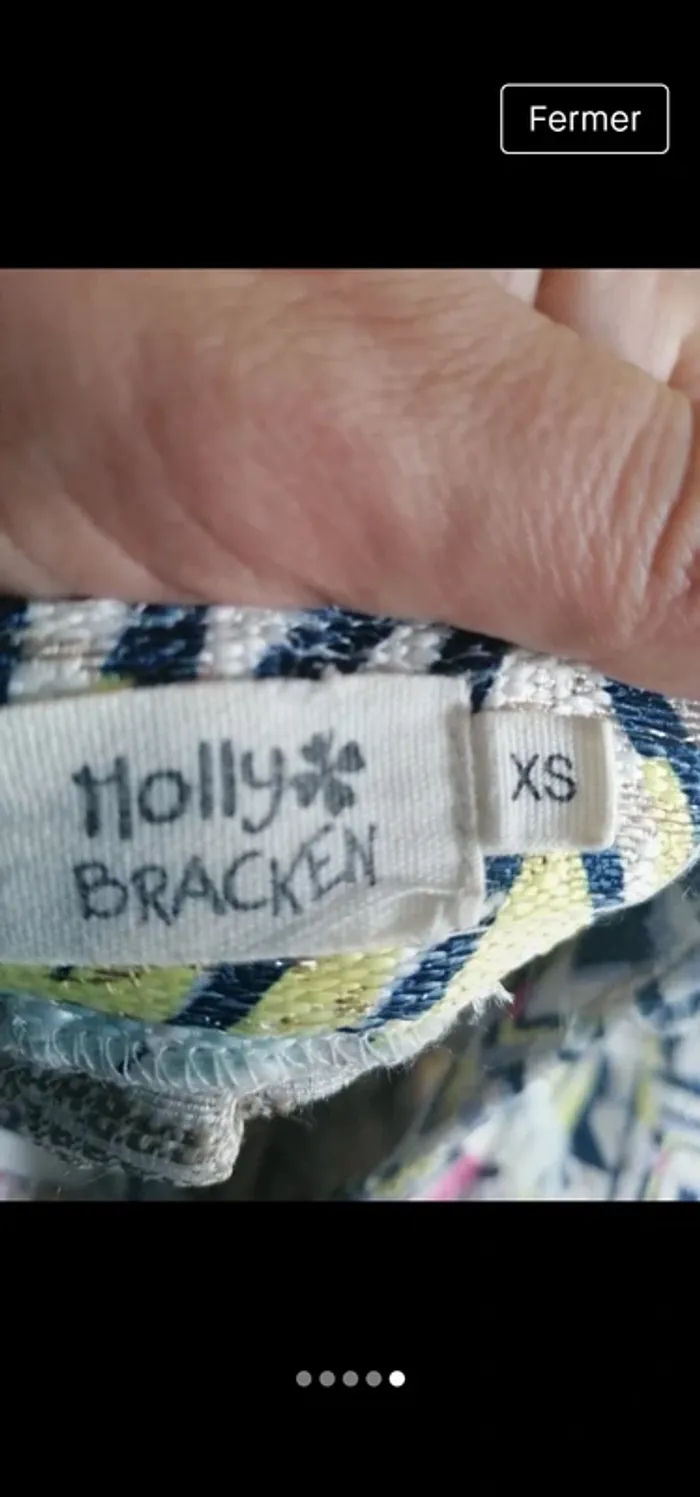 Fermer
Holly
BRACKEN
XS